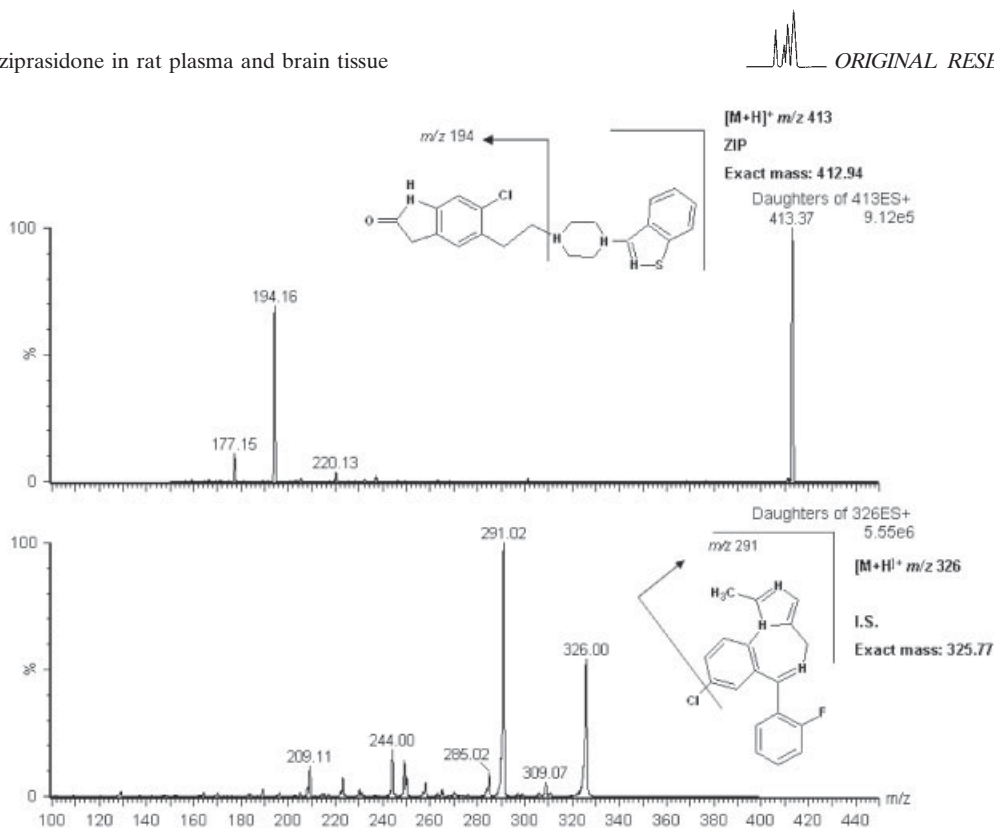 ziprasidone in rat plasma and brain tissue
ORIGINAL RESE
[M+H]+ m/z 413
ZIP
Exact mass: 412.94
Daughters of 413ES+
9.12e5
m/z 194
H
H
O
Cl
H
H
H
S
100
%
0
413.37
194.16
177.15
220.13
Daughters of 326ES+
5.55e6
m/z 291
[M+H]+ m/z 326
I.S.
Exact mass: 325.77
H3C
H
H
H
Cl
F
100
%
0
291.02
326.00
209.11
244.00
285.02
309.07
m/z
100 120 140 160 180 200 220 240 260 280 300 320 340 360 380 400 420 440